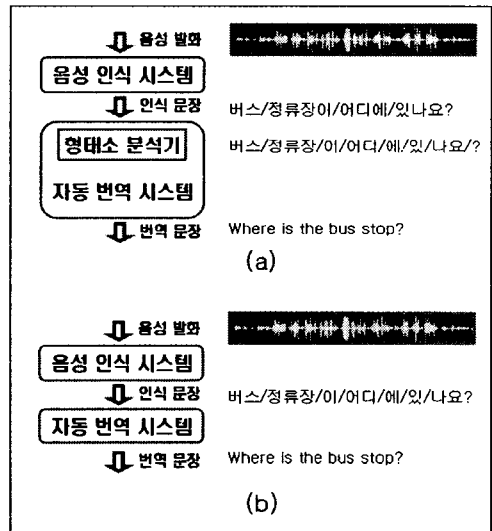 음성 발화
음성 인식 시스템
인식 문장 버스/정류장이/어디에/있나요?
형태소 분석기 버스/정류장/이/어디/에/있/나요/?
자동 번역 시스템
번역 문장 Where is the bus stop?
(a)
음성 발화
음성 인식 시스템
인식 문장 버스/정류장/이/어디/에/있/나요?
자동 번역 시스템
번역 문장 Where is the bus stop?
(b)